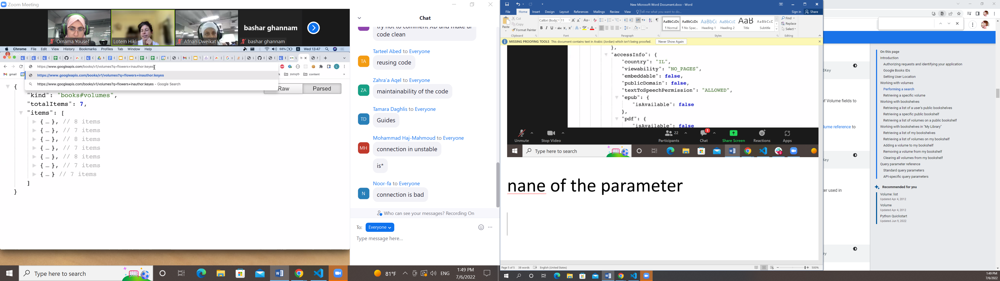 Zoom Meeting
Omama Yousef
Lotem Hiki
Afnan Dweikat
bashar ghannam
bashar ghannam
Chrome File Edit View History Bookmarks Profiles Tab Window Help
68% Wed 13:47
Recording
https://www.googleapis.com/books/v1/volumes?q=flowers+inauthor:keyes
gmail
content
https://www.googleapis.com/books/v1/volumes?q=flowers+inauthor:keyes
https://www.googleapis.com/books/v1/volumes?q=flowers+inauthor:keyes - Google Search
Raw Parsed
{
"kind": "books#volumes",
"totalItems": 7,
"items": [
{ … }, // 8 items
{ … }, // 7 items
{ … }, // 8 items
{ … }, // 7 items
{ … }, // 8 items
{ … }, // 7 items
{ … } // 7 items
]
}
Chat
try not to comment XD and make ur
code clean
Tarteel Abed to Everyone
TA
reusing code
Zahra'a Aqel to Everyone
ZA
maintainability of the code
Tamara Daghlis to Everyone
TD
Guides
Mohammad Haj-Mahmoud to Everyone
MH
connection in unstable
is*
Noor-fa to Everyone
N
connection is bad
Who can see your messages? Recording On
To: Everyone
Type message here...
Type here to search
81°F
ENG
1:49 PM
7/6/2022
New Microsoft Word Document.docx - Word
File Home Insert Design Layout References Mailings Review View Tell me what you want to do...
Sign in Share
Paste
Cut
Copy
Format Painter
Clipboard
Calibri (Body) 11
B I U abc x₂ x²
Font
Paragraph
AaBbCcDc AaBbCcDc AaBbCc AaBbCcE AaB AaBbCcE
¶ Normal ¶ No Spac... Heading 1 Heading 2 Title Subtitle
Styles
Find
Replace
Select
Editing
MISSING PROOFING TOOLS This document contains text in Arabic (Jordan) which isn't being proofed. Never Show Again
},
"accessInfo": {
"country": "IL",
"viewability": "NO_PAGES",
"embeddable": false,
"publicDomain": false,
"textToSpeechPermission": "ALLOWED",
"epub": {
"isAvailable": false
},
"pdf": {
"isAvailable": false
Unmute Stop Video Participants 22 Chat 1 Share Screen Reactions Apps
Type here to search
nane of the parameter
Page 5 of 5 38 words English (United States)
500%
On this page
Introduction
Authorizing requests and identifying your application
Google Books IDs
Setting User Location
Working with volumes
Performing a search
Retrieving a specific volume
Working with bookshelves
Retrieving a list of a user's public bookshelves
Retrieving a specific public bookshelf
Retrieving a list of volumes on a public bookshelf
Working with bookshelves in "My Library"
Retrieving a list of my bookshelves
Retrieving a list of volumes on my bookshelf
Adding a volume to my bookshelf
Removing a volume from my bookshelf
Clearing all volumes from my bookshelf
Query parameter reference
Standard query parameters
API-specific query parameters
Recommended for you
Volume: list
Updated Apr 4, 2012
Volume
Updated Apr 4, 2012
Python Quickstart
Updated Jun 9, 2022
of Volume fields to
reference to
used in
1:49 PM
7/6/2022